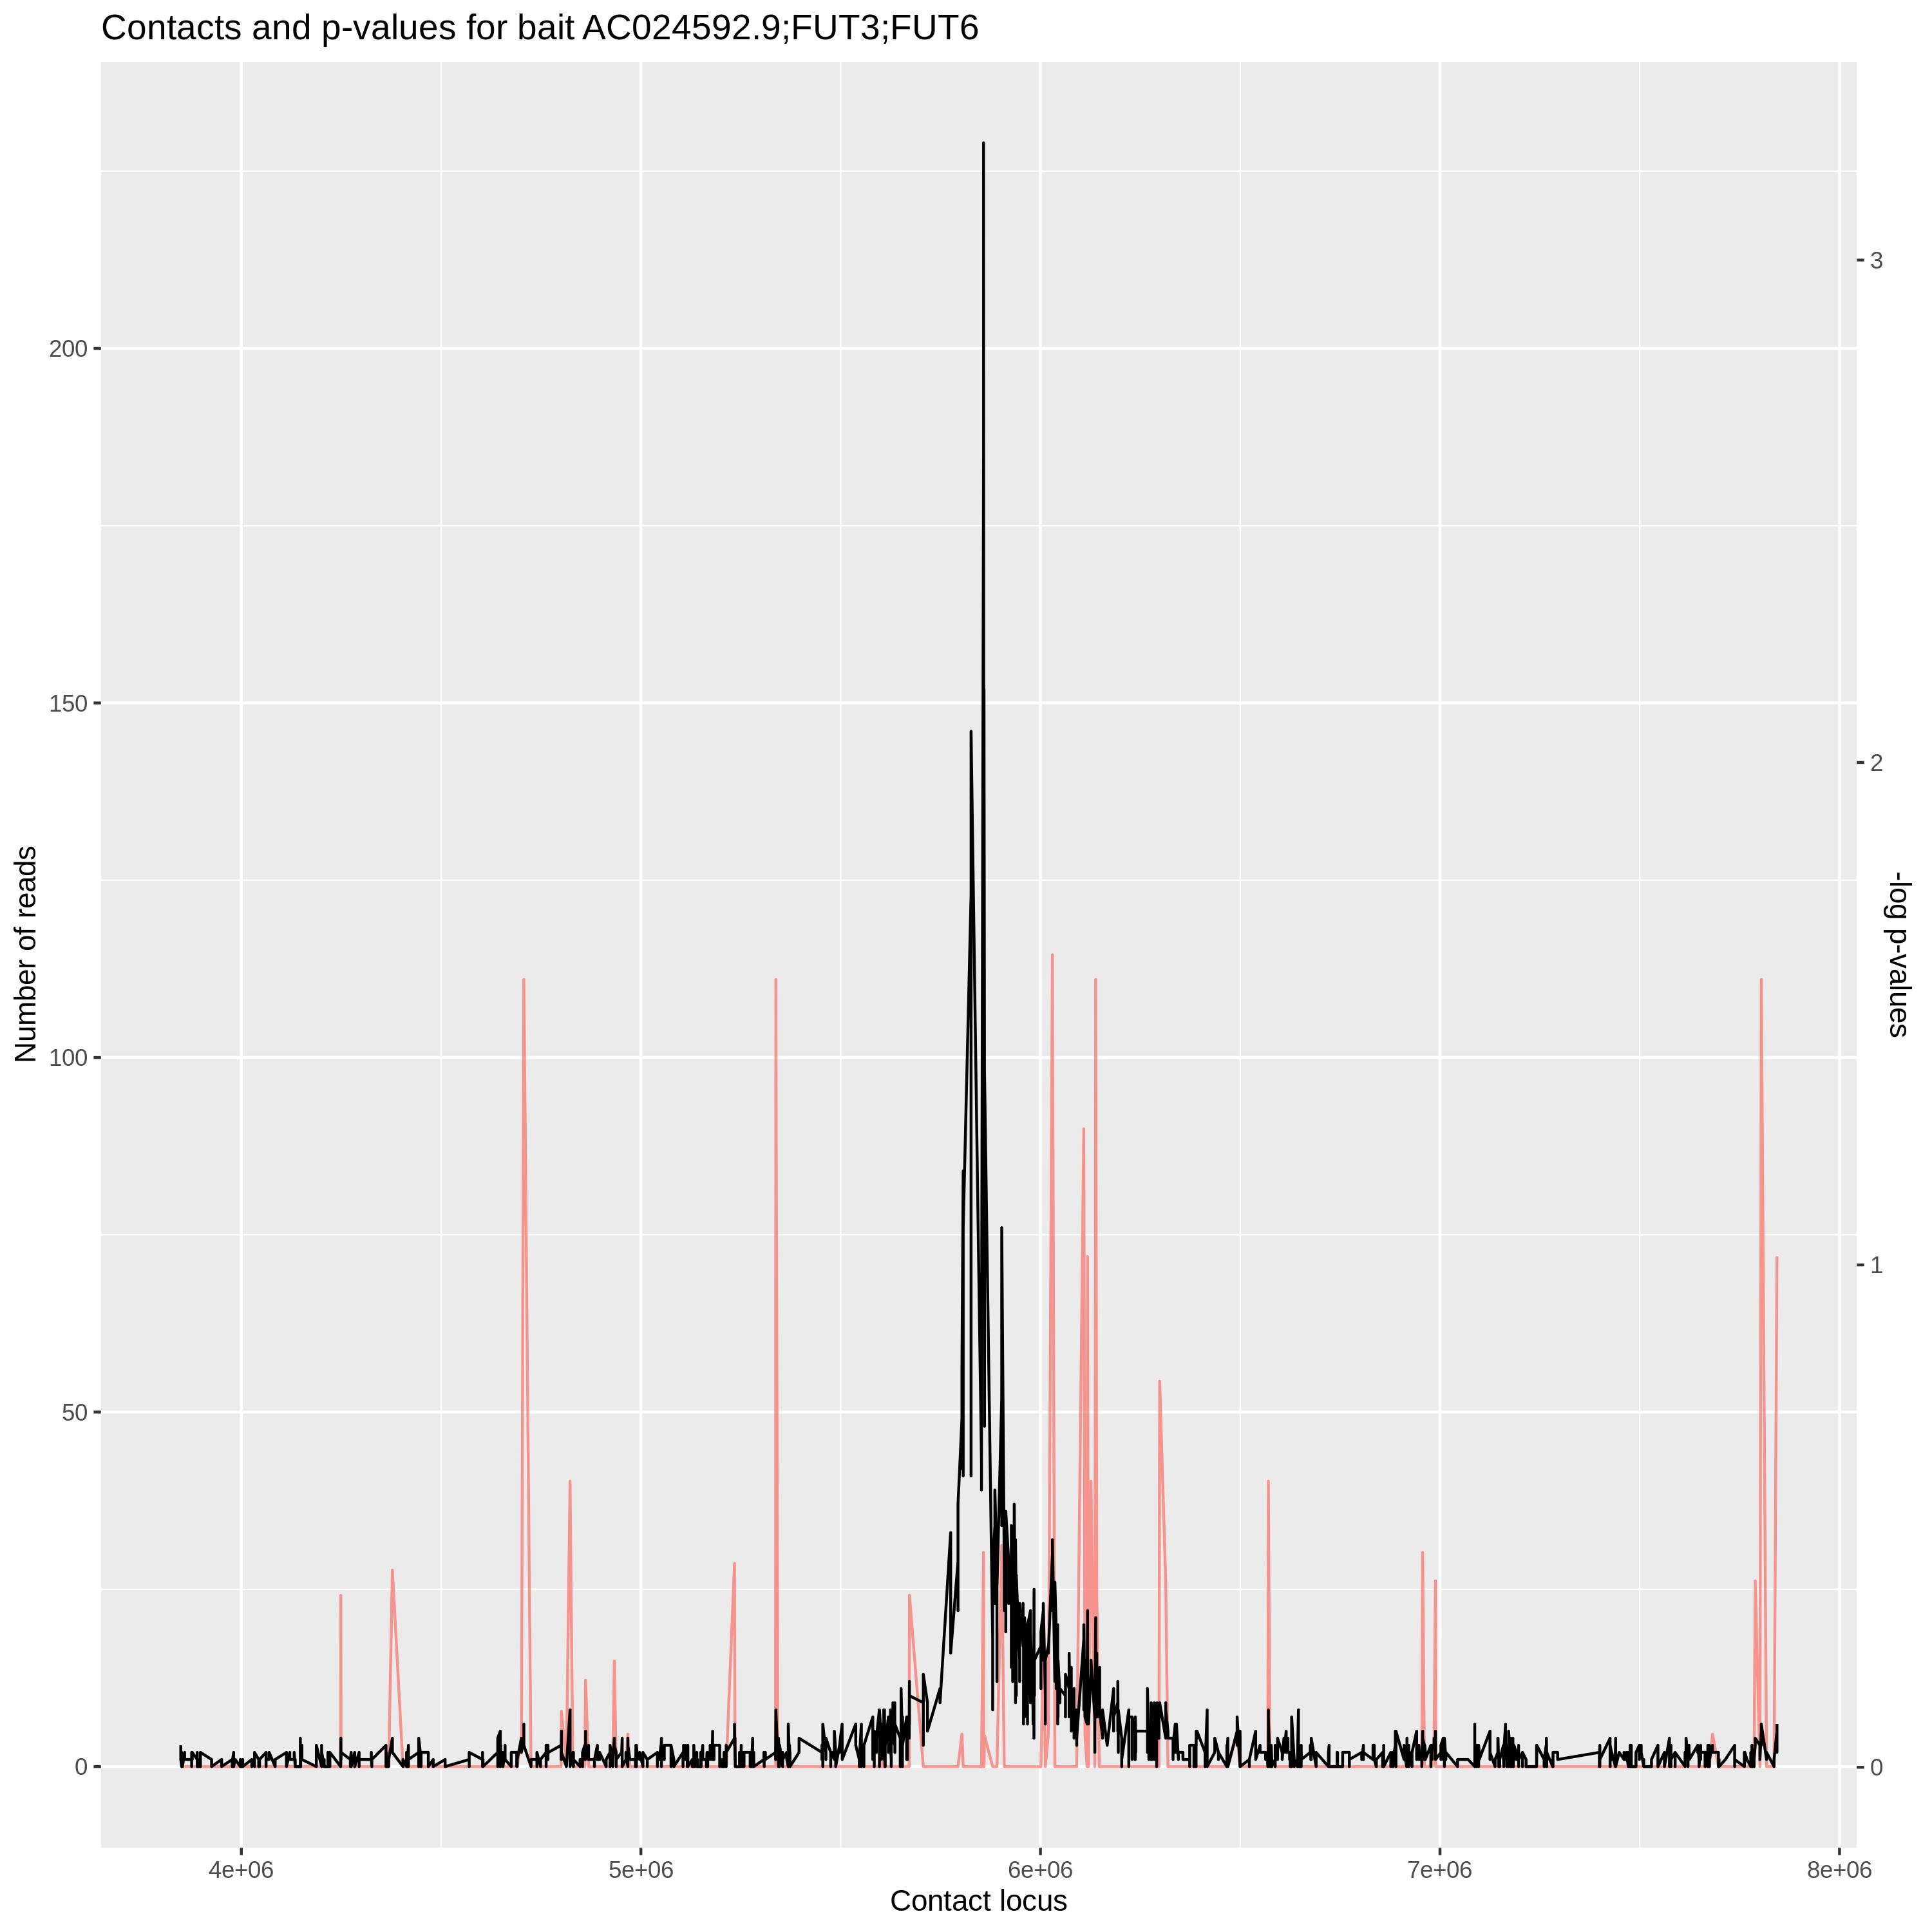 Contacts and p-values for bait AC024592.9;FUT3;FUT6
Number of reads
200
150
100
50
0
3
2
1
0
-log p-values
4e+06
5e+06
6e+06
7e+06
8e+06
Contact locus